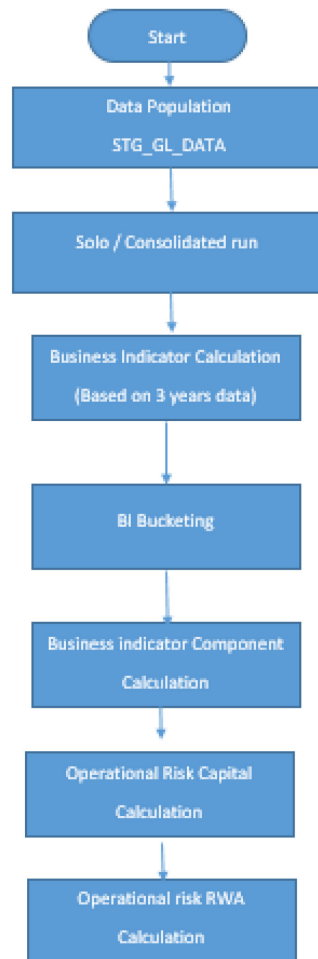 Start
Data Population
STG_GL_DATA
Solo / Consolidated run
Business Indicator Calculation
(Based on 3 years data)
BI Bucketing
Business indicator Component
Calculation
Operational Risk Capital
Calculation
Operational risk RWA
Calculation